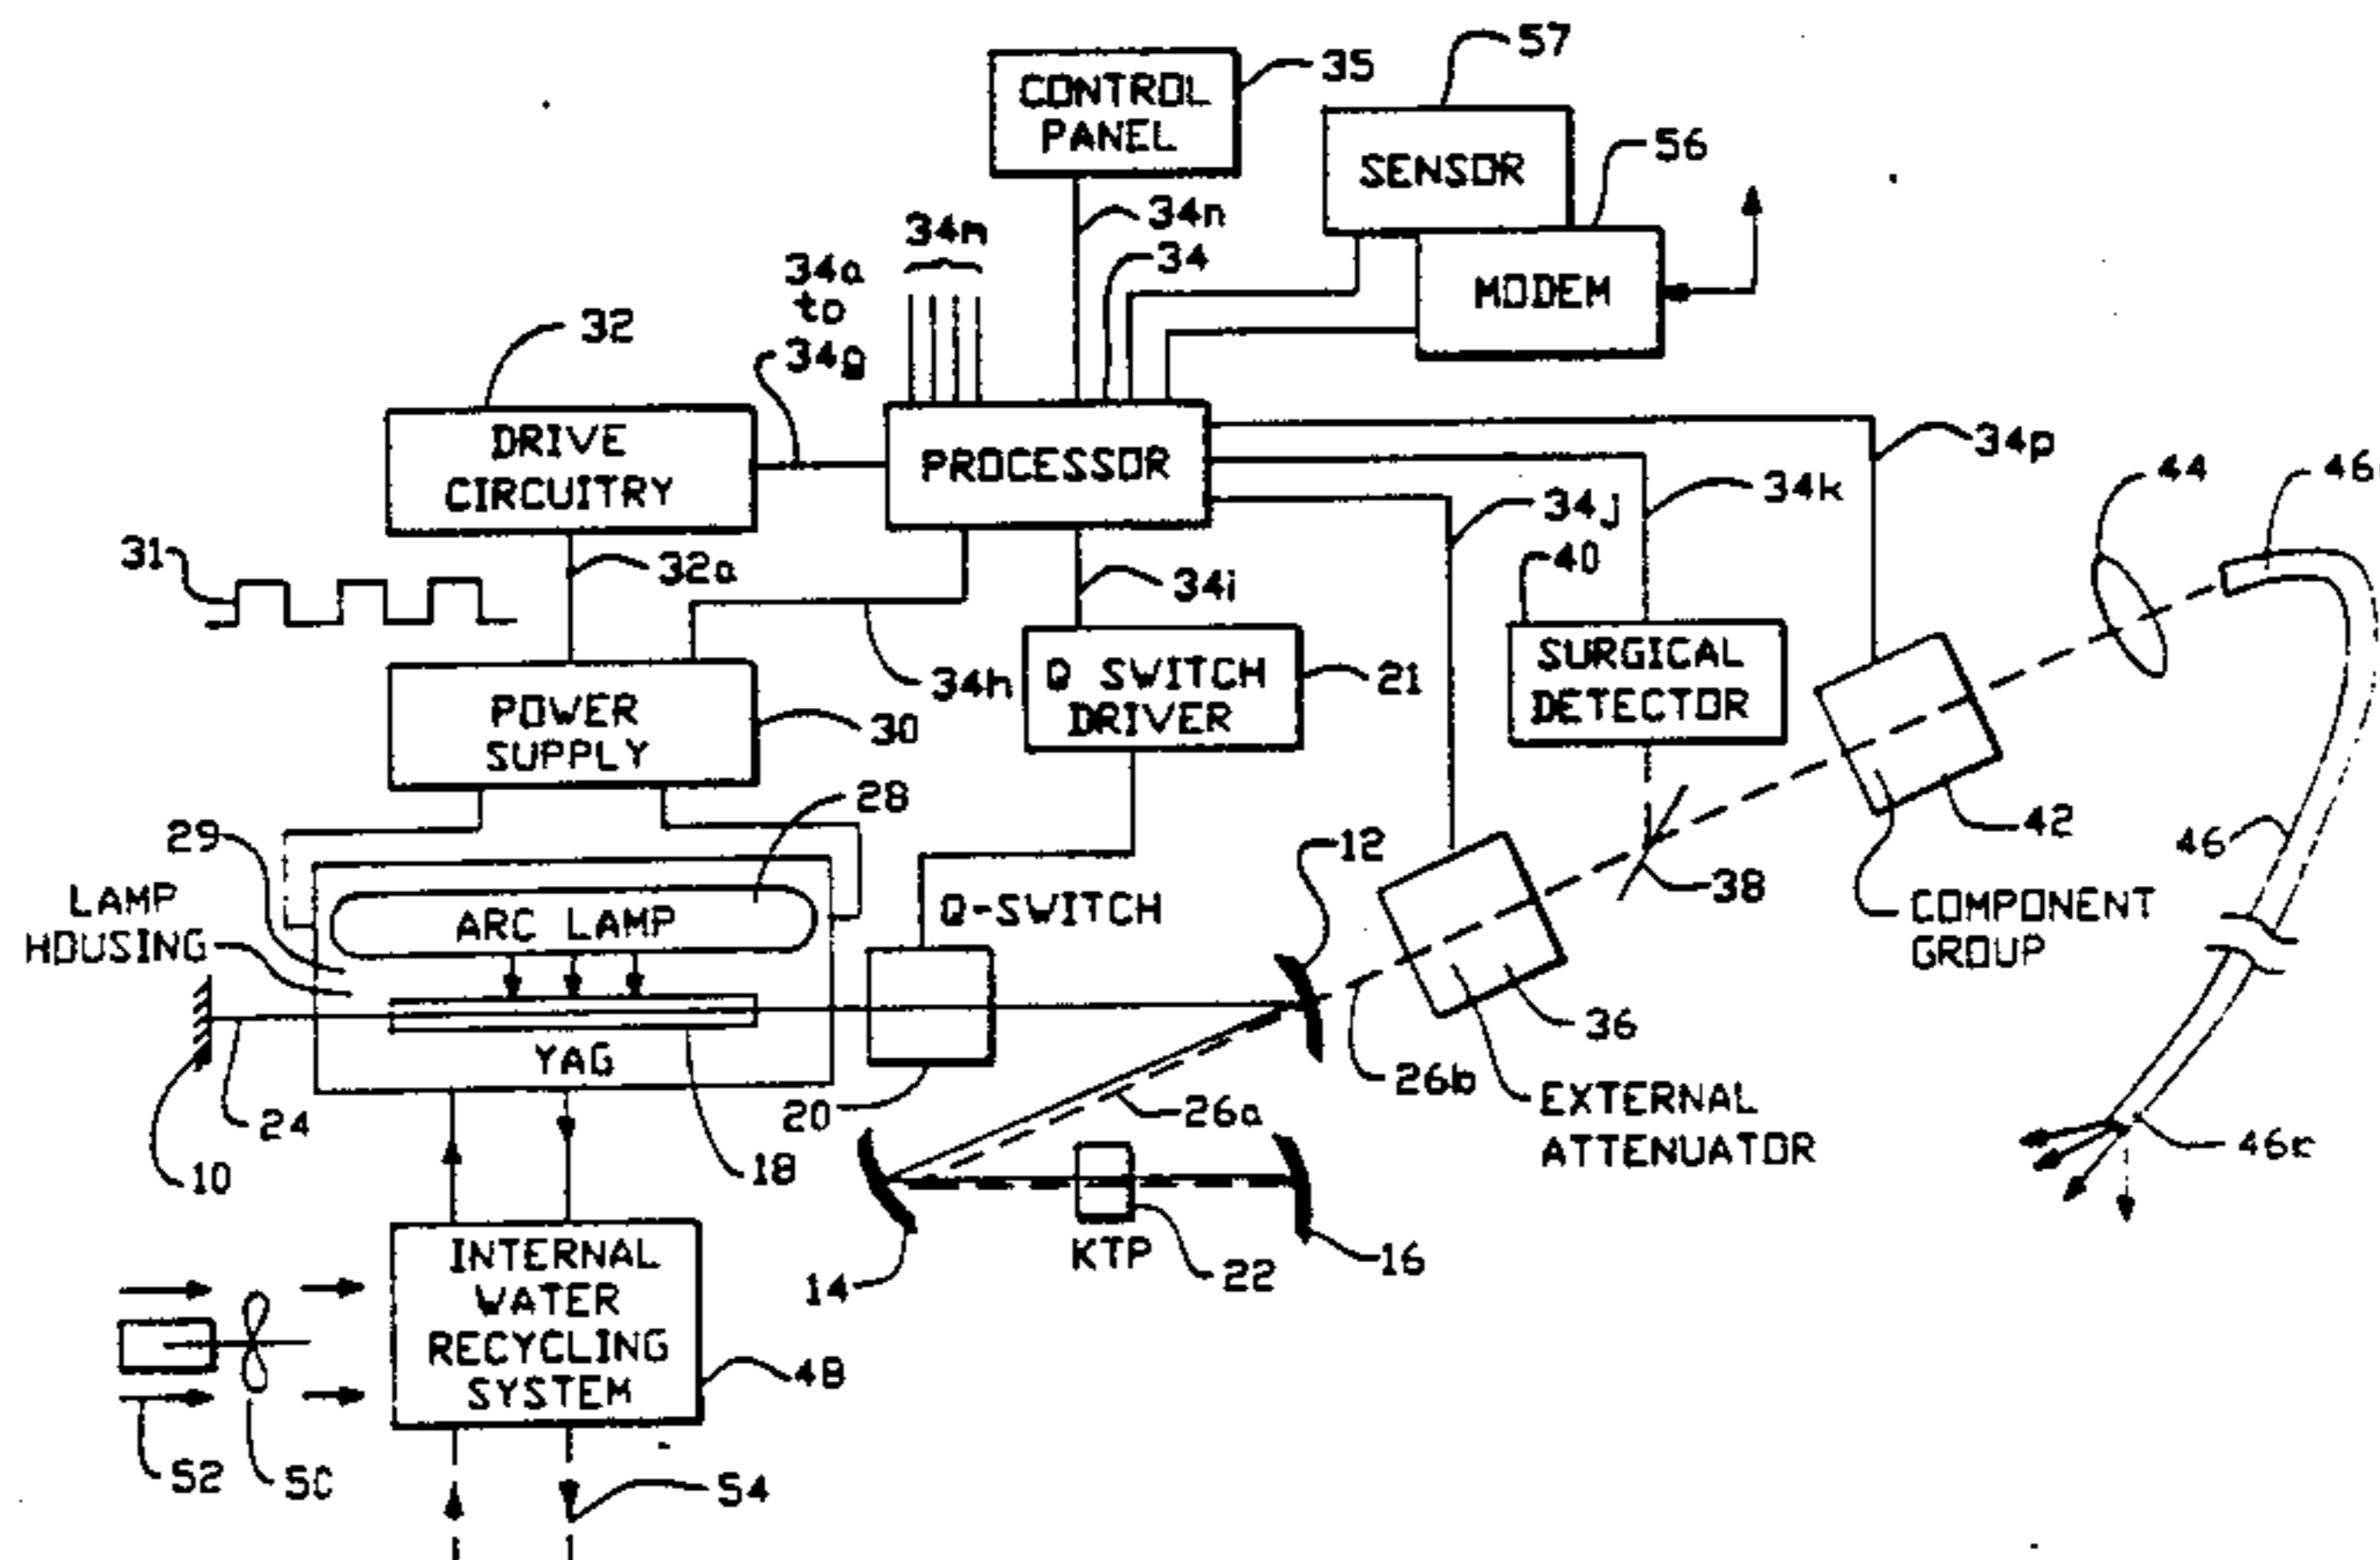 57
CONTROL
PANEL
35
SENSOR
56
34m
34n
34a
to
34g
34
MODEM
32
DRIVE
CIRCUITRY
PROCESSOR
34p
44
46
34k
34j
31
32a
34i
40
34h
POWER
SUPPLY
30
Q SWITCH
DRIVER
21
SURGICAL
DETECTOR
28
29
12
42
46
LAMP
HOUSING
ARC LAMP
Q-SWITCH
38
COMPONENT
GROUP
36
YAG
24
10
18
20
26a
26b
EXTERNAL
ATTENUATOR
46c
INTERNAL
WATER
RECYCLING
SYSTEM
KTP
14
22
16
48
52
50
54